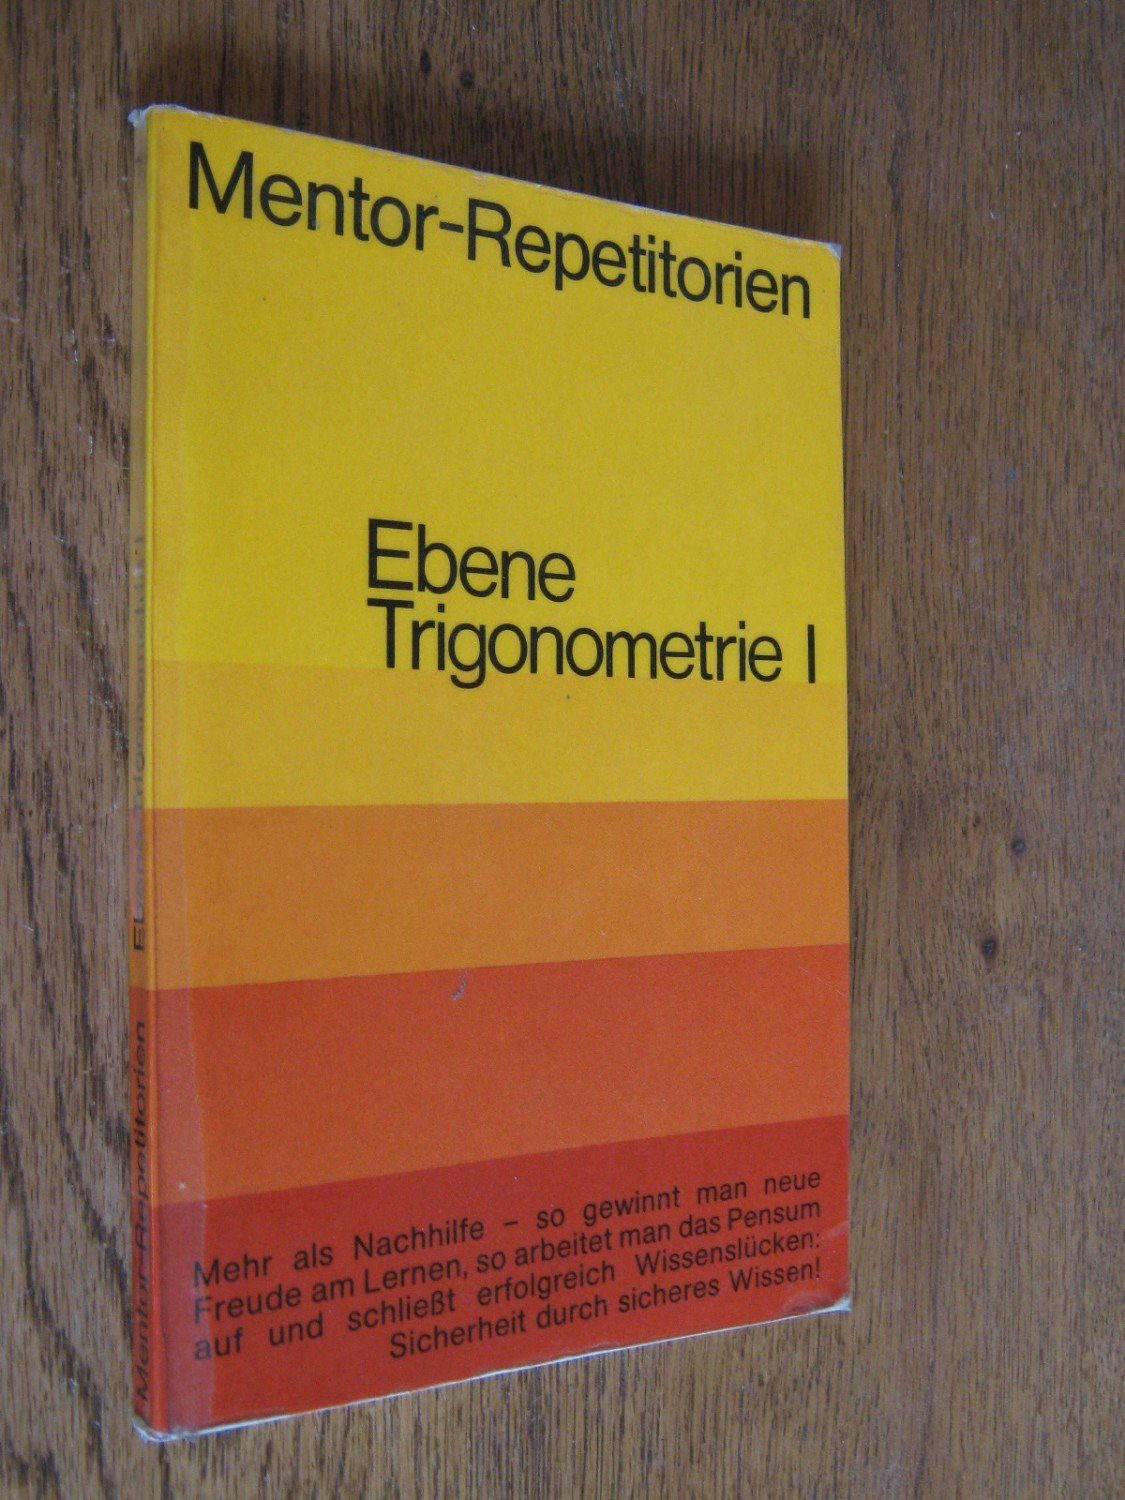 Mentor-Repetitorien
Ebene
Trigonometrie I
Mehr als Nachhilfe – so gewinnt man neue
Freude am Lernen, so arbeitet man das Pensum
auf und schließt erfolgreich Wissenslücken:
Sicherheit durch sicheres Wissen!
Mentor-Repetitorien